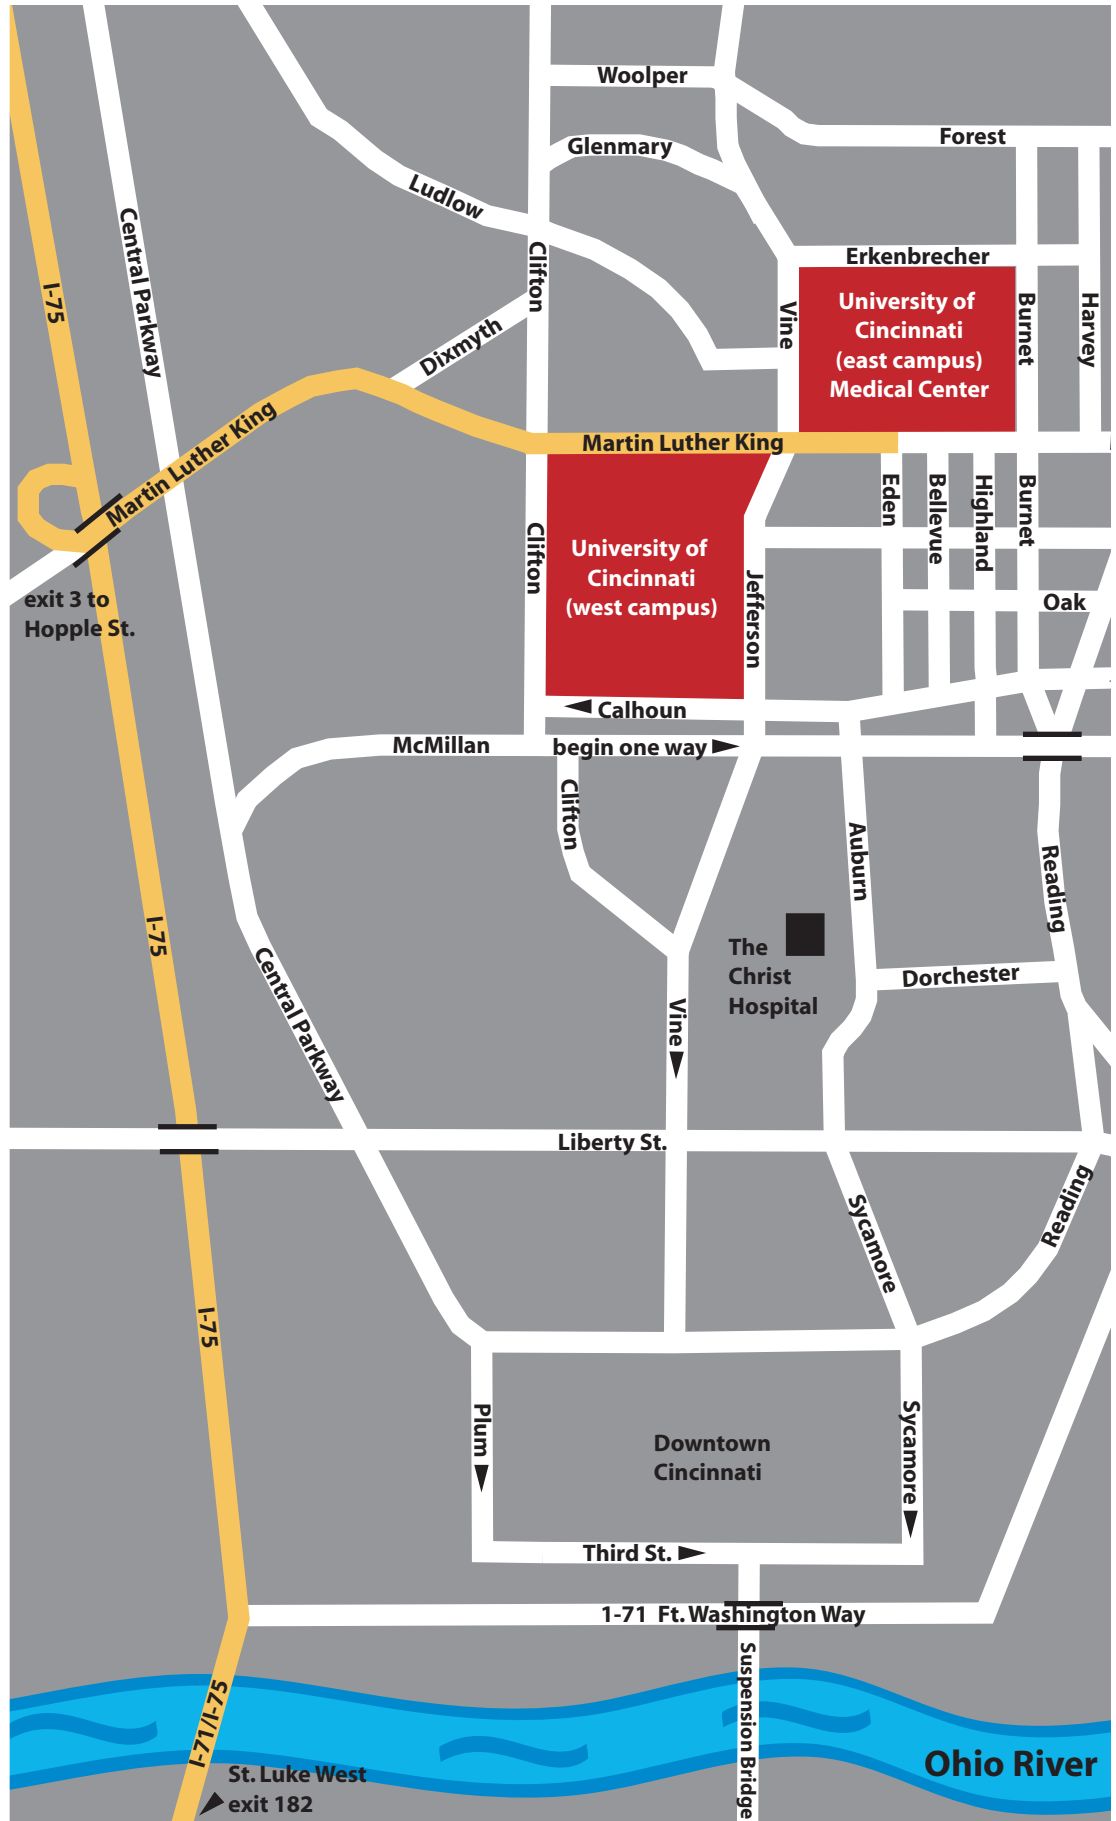 Woolper
Forest
Glenmary
Ludlow
Central Parkway
Clifton
Erkenbrecher
I-75
University of
Cincinnati
(east campus)
Medical Center
Vine
Burnet
Harvey
Dixmyth
Martin Luther King
Martin Luther King
Eden
Bellevue
Highland
Burnet
Clifton
University of
Cincinnati
(west campus)
Jefferson
exit 3 to
Hopple St.
Oak
Calhoun
McMillan
begin one way
Clifton
Auburn
Reading
I-75
The
Christ
Hospital
Dorchester
Central Parkway
Vine
Liberty St.
Sycamore
Reading
I-75
Plum
Downtown
Cincinnati
Sycamore
Third St.
1-71 Ft. Washington Way
Suspension Bridge
I-71/I-75
Ohio River
St. Luke West
exit 182